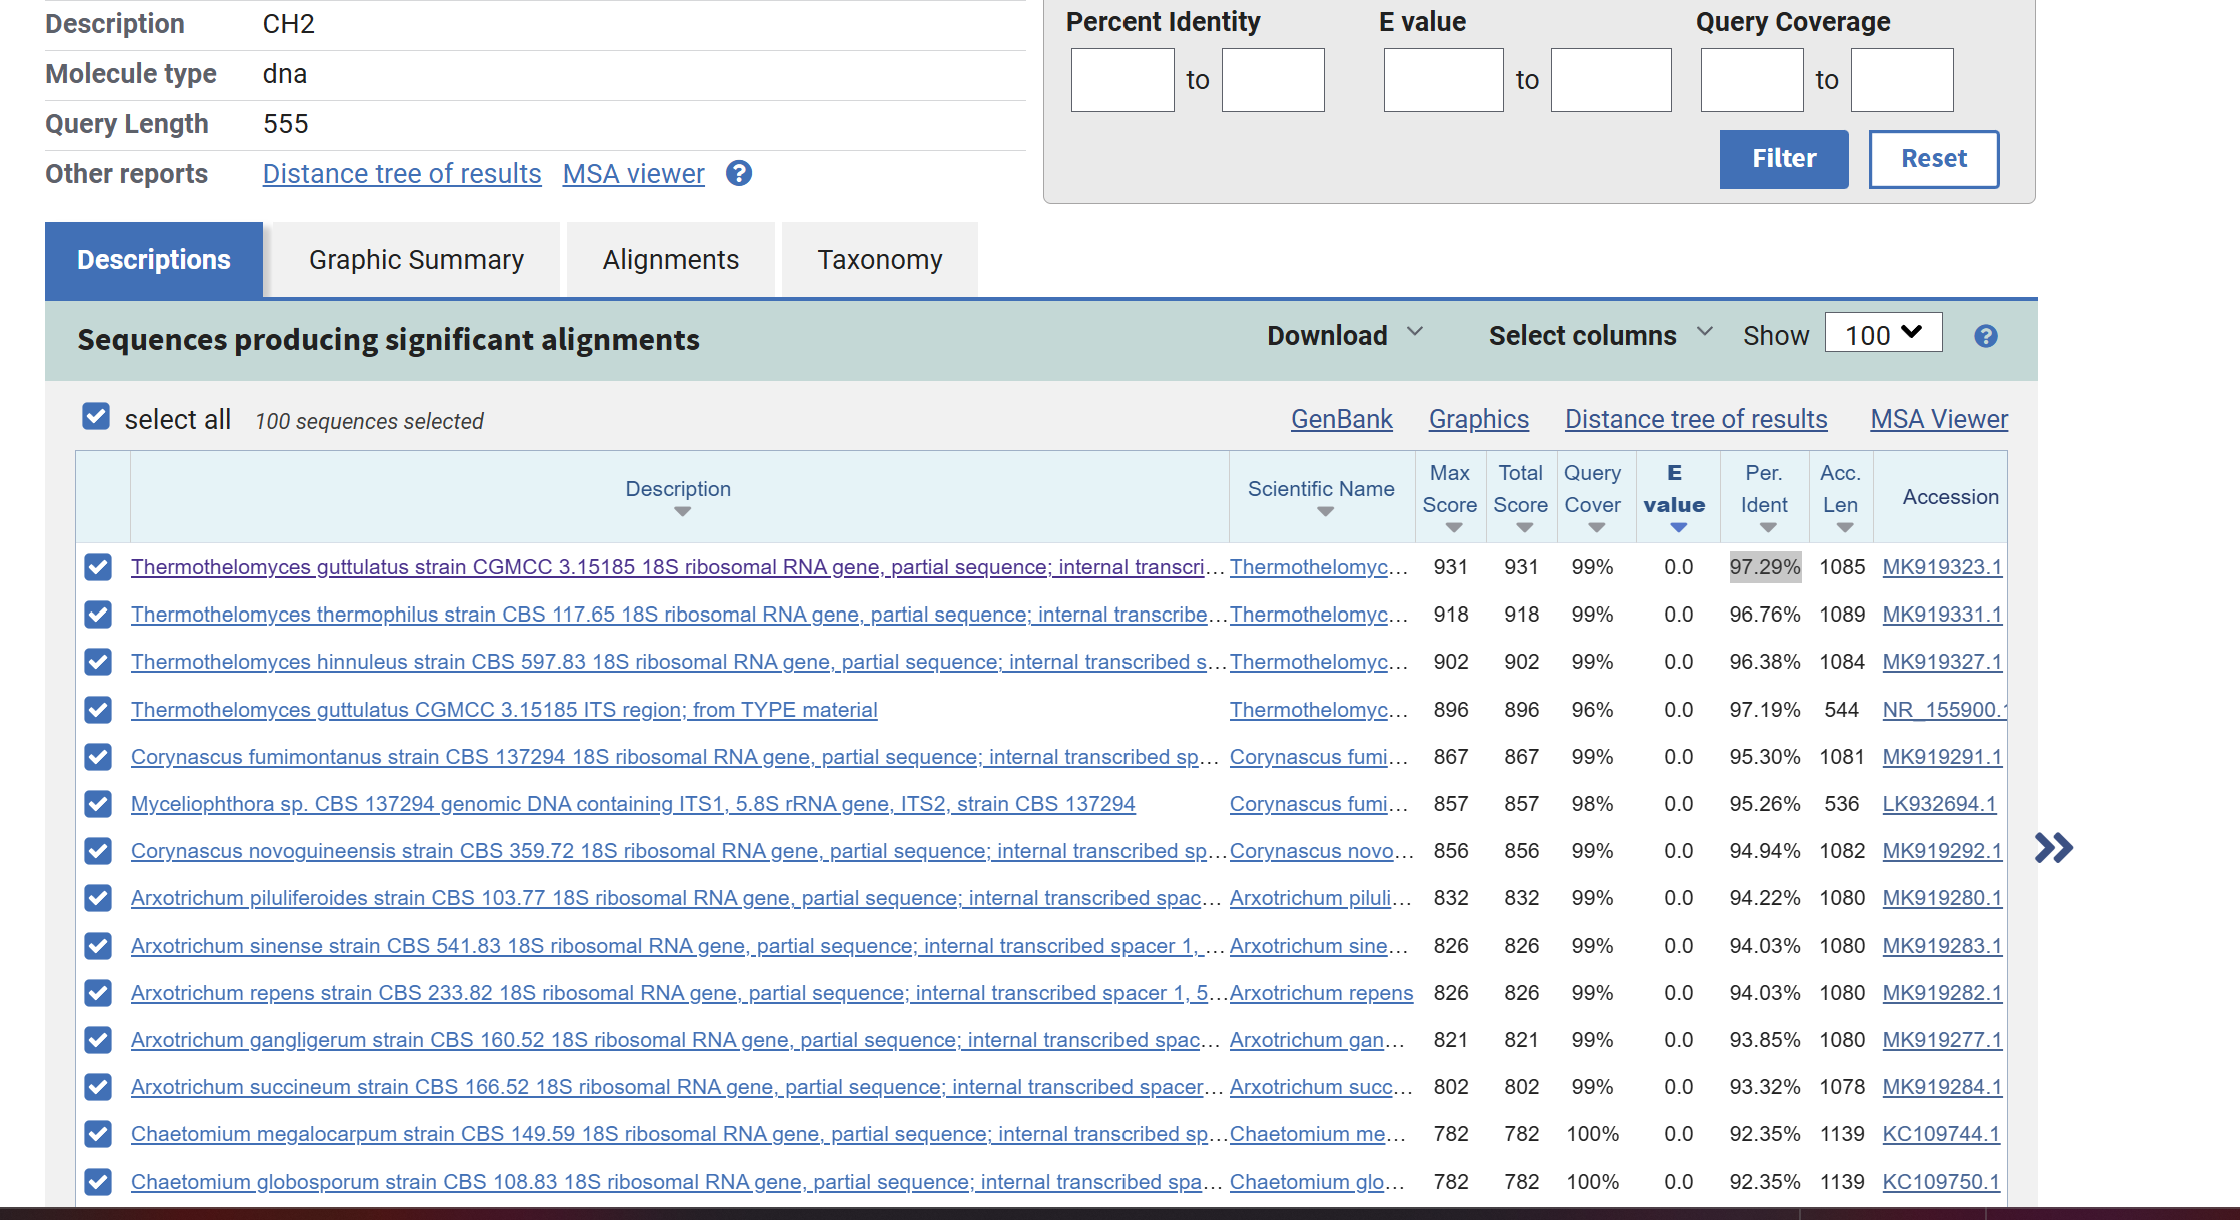 Description CH2
Molecule type dna
Query Length 555
Other reports Distance tree of results MSA viewer ?
Percent Identity E value Query Coverage
to to to
Filter Reset
Descriptions Graphic Summary Alignments Taxonomy
Sequences producing significant alignments Download Select columns Show 100 ?
select all 100 sequences selected GenBank Graphics Distance tree of results MSA Viewer
Description Scientific Name Max Score Total Score Query Cover E value Per. Ident Acc. Len Accession
Thermothelomyces guttulatus strain CGMCC 3.15185 18S ribosomal RNA gene, partial sequence; internal transcri... Thermothelomyc... 931 931 99% 0.0 97.29% 1085 MK919323.1
Thermothelomyces thermophilus strain CBS 117.65 18S ribosomal RNA gene, partial sequence; internal transcribe... Thermothelomyc... 918 918 99% 0.0 96.76% 1089 MK919331.1
Thermothelomyces hinnuleus strain CBS 597.83 18S ribosomal RNA gene, partial sequence; internal transcribed s... Thermothelomyc... 902 902 99% 0.0 96.38% 1084 MK919327.1
Thermothelomyces guttulatus CGMCC 3.15185 ITS region; from TYPE material Thermothelomyc... 896 896 96% 0.0 97.19% 544 NR_155900.1
Corynascus fumimontanus strain CBS 137294 18S ribosomal RNA gene, partial sequence; internal transcribed sp... Corynascus fumi... 867 867 99% 0.0 95.30% 1081 MK919291.1
Myceliophthora sp. CBS 137294 genomic DNA containing ITS1, 5.8S rRNA gene, ITS2, strain CBS 137294 Corynascus fumi... 857 857 98% 0.0 95.26% 536 LK932694.1
Corynascus novoguineensis strain CBS 359.72 18S ribosomal RNA gene, partial sequence; internal transcribed sp... Corynascus novo... 856 856 99% 0.0 94.94% 1082 MK919292.1
Arxotrichum piluliferoides strain CBS 103.77 18S ribosomal RNA gene, partial sequence; internal transcribed spac... Arxotrichum piluli... 832 832 99% 0.0 94.22% 1080 MK919280.1
Arxotrichum sinense strain CBS 541.83 18S ribosomal RNA gene, partial sequence; internal transcribed spacer 1, ... Arxotrichum sine... 826 826 99% 0.0 94.03% 1080 MK919283.1
Arxotrichum repens strain CBS 233.82 18S ribosomal RNA gene, partial sequence; internal transcribed spacer 1, 5... Arxotrichum repens 826 826 99% 0.0 94.03% 1080 MK919282.1
Arxotrichum gangligerum strain CBS 160.52 18S ribosomal RNA gene, partial sequence; internal transcribed spac... Arxotrichum gan... 821 821 99% 0.0 93.85% 1080 MK919277.1
Arxotrichum succineum strain CBS 166.52 18S ribosomal RNA gene, partial sequence; internal transcribed spacer... Arxotrichum succ... 802 802 99% 0.0 93.32% 1078 MK919284.1
Chaetomium megalocarpum strain CBS 149.59 18S ribosomal RNA gene, partial sequence; internal transcribed sp... Chaetomium me... 782 782 100% 0.0 92.35% 1139 KC109744.1
Chaetomium globosporum strain CBS 108.83 18S ribosomal RNA gene, partial sequence; internal transcribed spa... Chaetomium glo... 782 782 100% 0.0 92.35% 1139 KC109750.1